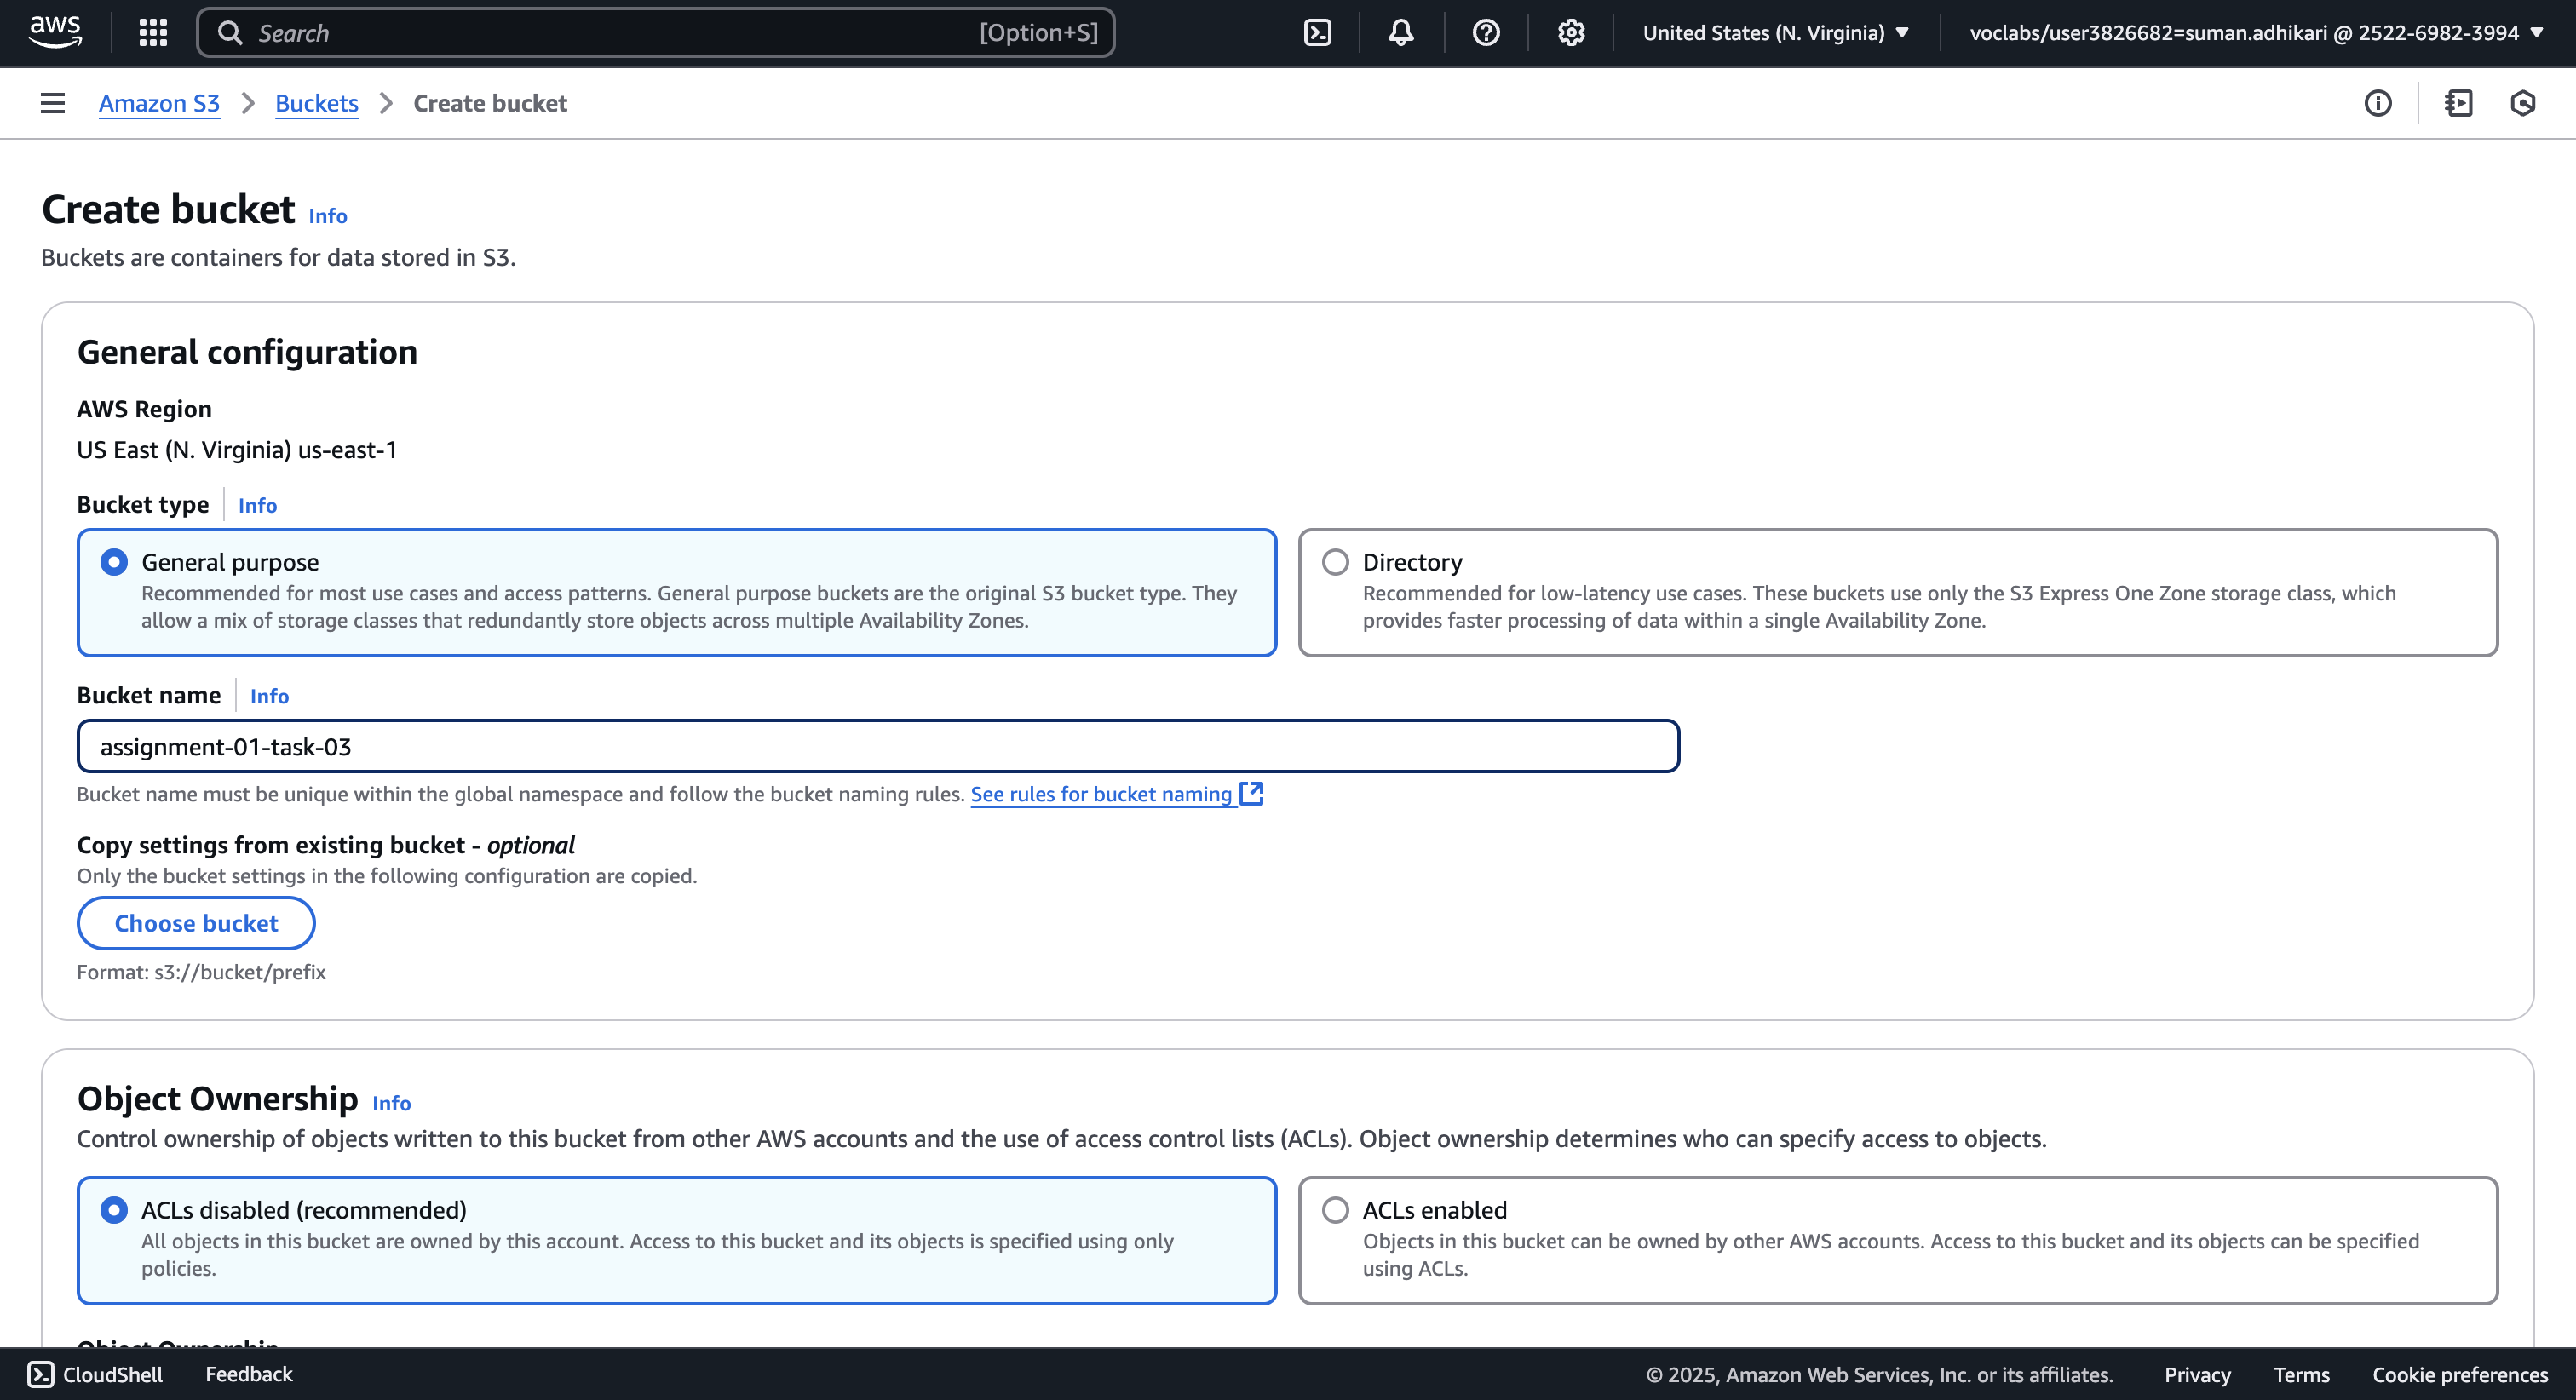 aws
Search [Option+S]
United States (N. Virginia)
voclabs/user3826682=suman.adhikari @ 2522-6982-3994
Amazon S3
Buckets
Create bucket
Create bucket Info
Buckets are containers for data stored in S3.
General configuration
AWS Region
US East (N. Virginia) us-east-1
Bucket type Info
General purpose
Recommended for most use cases and access patterns. General purpose buckets are the original S3 bucket type. They
allow a mix of storage classes that redundantly store objects across multiple Availability Zones.
Directory
Recommended for low-latency use cases. These buckets use only the S3 Express One Zone storage class, which
provides faster processing of data within a single Availability Zone.
Bucket name Info
assignment-01-task-03
Bucket name must be unique within the global namespace and follow the bucket naming rules. See rules for bucket naming
Copy settings from existing bucket - optional
Only the bucket settings in the following configuration are copied.
Choose bucket
Format: s3://bucket/prefix
Object Ownership Info
Control ownership of objects written to this bucket from other AWS accounts and the use of access control lists (ACLs). Object ownership determines who can specify access to objects.
ACLs disabled (recommended)
All objects in this bucket are owned by this account. Access to this bucket and its objects is specified using only
policies.
ACLs enabled
Objects in this bucket can be owned by other AWS accounts. Access to this bucket and its objects can be specified
using ACLs.
Object Ownership
CloudShell
Feedback
© 2025, Amazon Web Services, Inc. or its affiliates.
Privacy
Terms
Cookie preferences